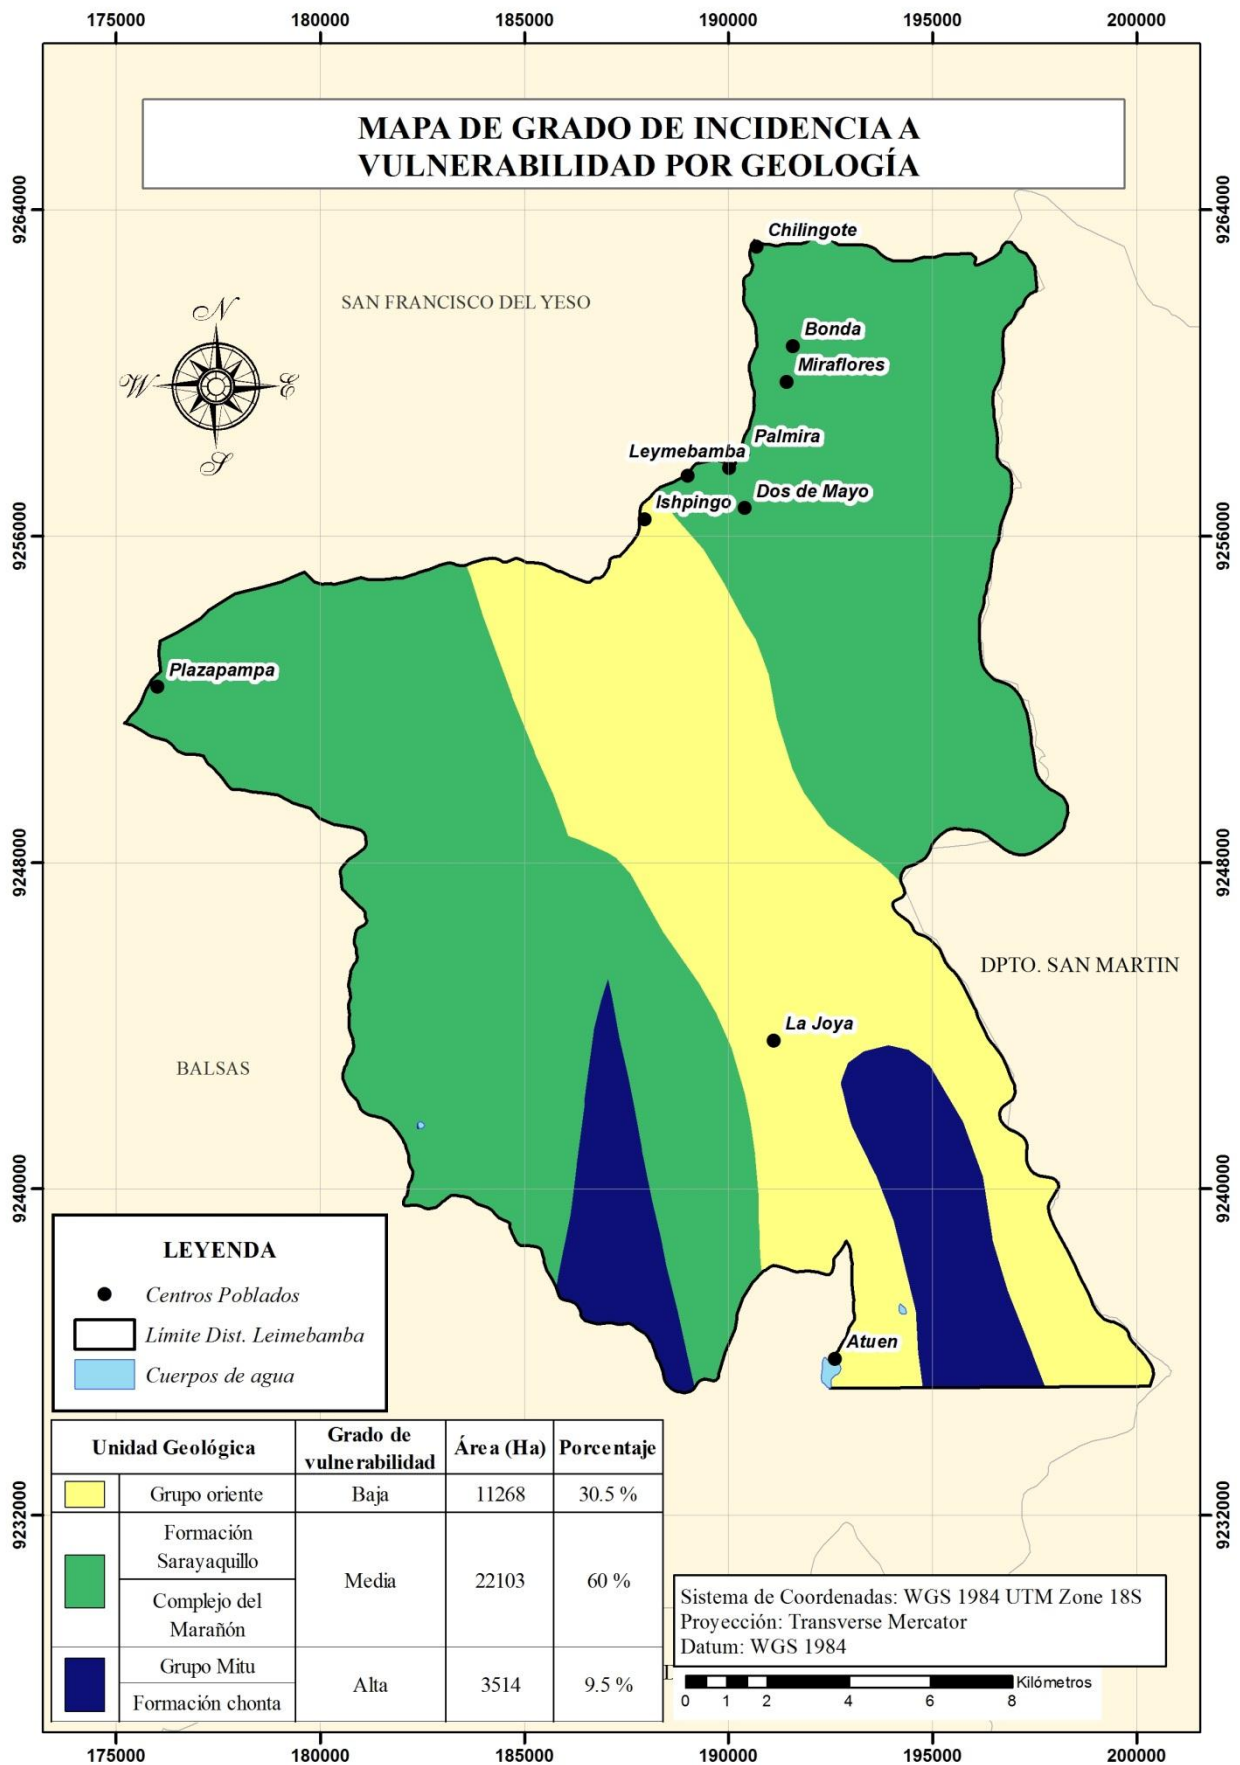 175000 180000 185000 190000 195000 200000
MAPA DE GRADO DE INCIDENCIA A
VULNERABILIDAD POR GEOLOGÍA
9264000 9264000
Chilingote
SAN FRANCISCO DEL YESO
N
W E
S
Bonda
Miraflores
Palmira
Leymebamba
Dos de Mayo
Ishpingo
9256000 9256000
Plazapampa
9248000 9248000
DPTO. SAN MARTIN
La Joya
BALSAS
9240000 9240000
Atuen
LEYENDA
Centros Poblados
Límite Dist. Leimebamba
Cuerpos de agua
Unidad Geológica Grado de vulnerabilidad Área (Ha) Porcentaje
Grupo oriente Baja 11268 30.5 %
Formación
Sarayaquillo
Complejo del
Marañón
Media 22103 60 %
Grupo Mitu
Formación chonta
Alta 3514 9.5 %
9232000 9232000
Sistema de Coordenadas: WGS 1984 UTM Zone 18S
Proyección: Transverse Mercator
Datum: WGS 1984
Kilómetros
0 1 2 4 6 8
175000 180000 185000 190000 195000 200000